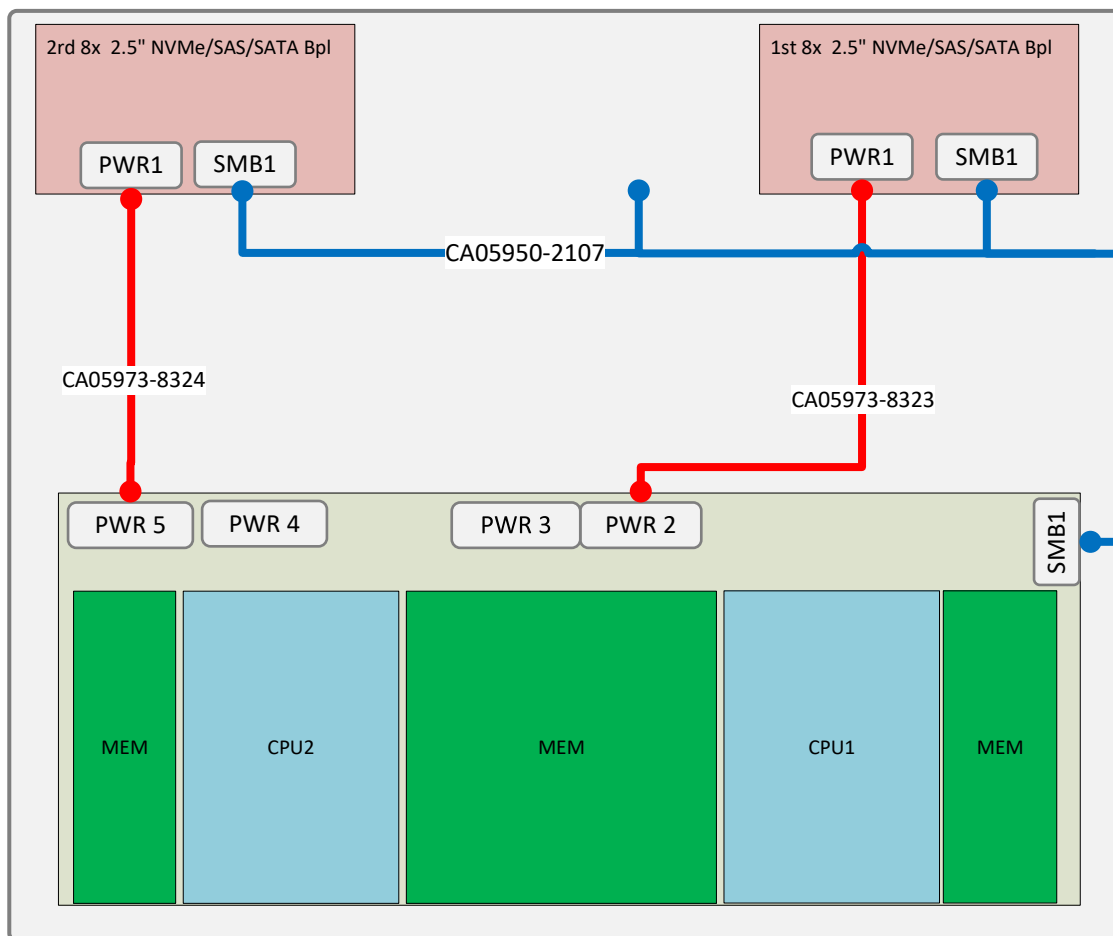 2rd 8x  2.5" NVMe/SAS/SATA Bpl
1st 8x  2.5" NVMe/SAS/SATA Bpl
PWR1
SMB1
PWR1
SMB1
CA05950-2107
CA05973-8324
CA05973-8323
PWR 5
PWR 4
PWR 3
PWR 2
SMB1
MEM
CPU2
MEM
CPU1
MEM